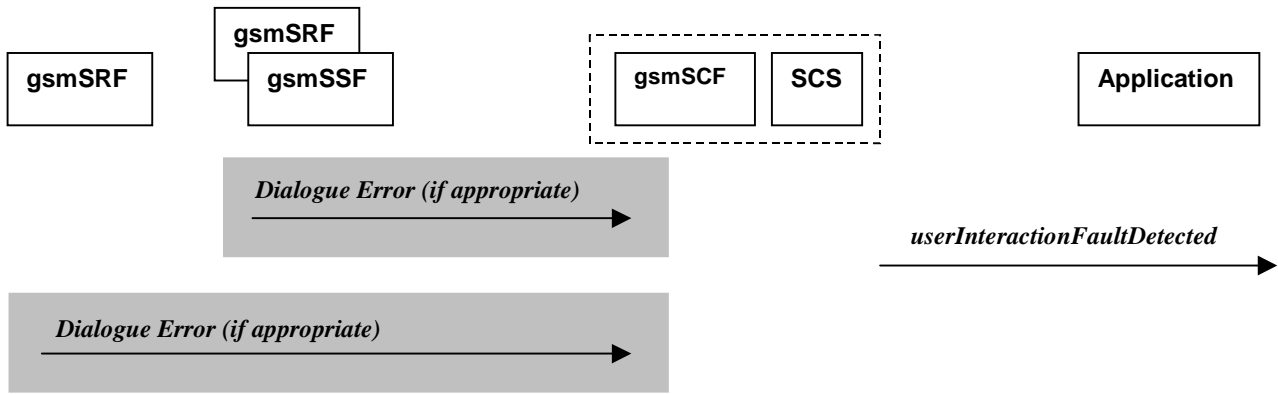 gsmSRF
gsmSRF
gsmSSF
gsmSCF
SCS
Application
Dialogue Error (if appropriate)
userInteractionFaultDetected
Dialogue Error (if appropriate)